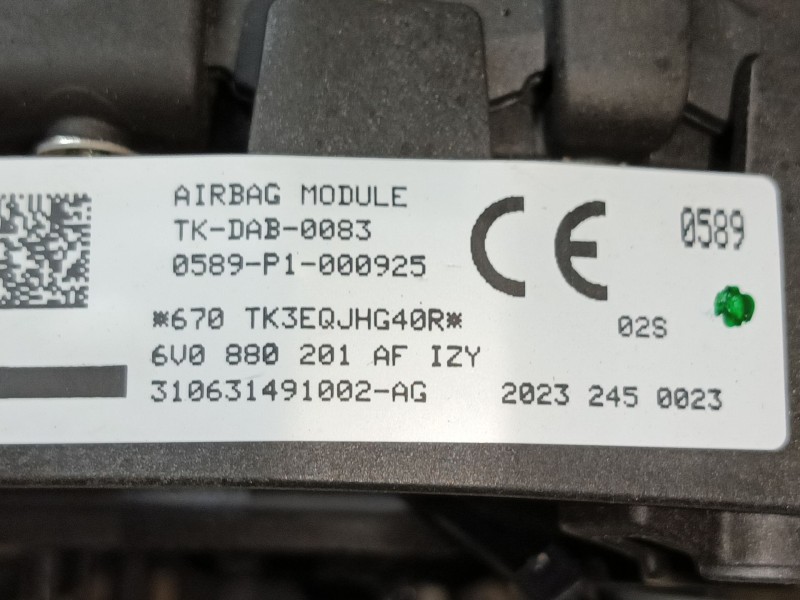 AIRBAG MODULE
TK-DAB-0083
0589-P1-000925
CE 0589
*670 TK3EQJHG40R*
02S
6V0 880 201 AF IZY
310631491002-AG 2023 245 0023